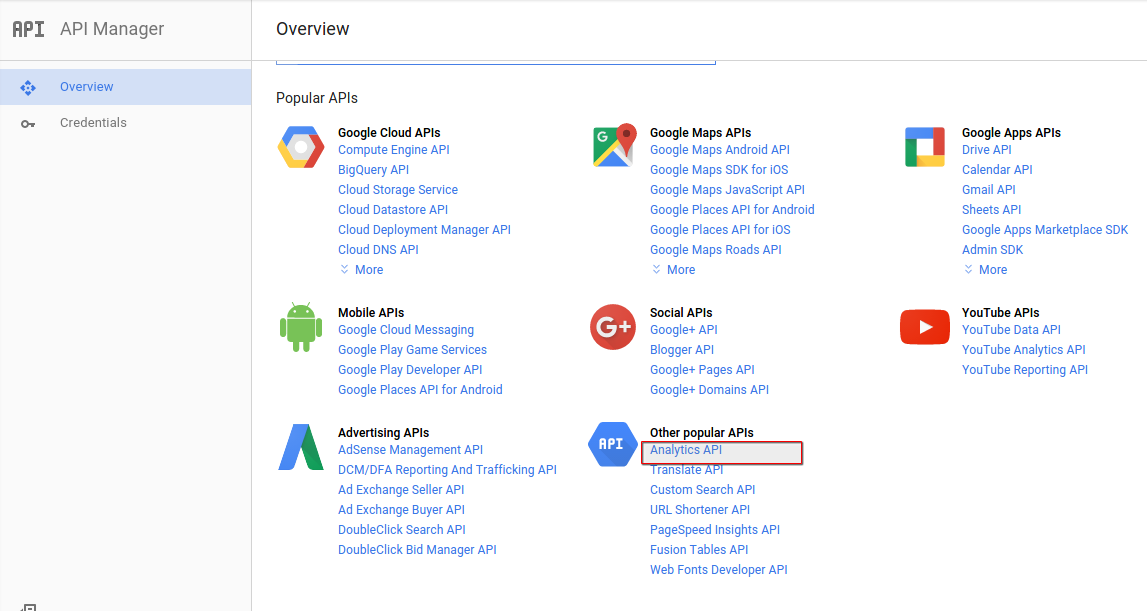 API API Manager
Overview
Overview
Credentials
Popular APIs
Google Cloud APIs
Compute Engine API
BigQuery API
Cloud Storage Service
Cloud Datastore API
Cloud Deployment Manager API
Cloud DNS API
More
G
Google Maps APIs
Google Maps Android API
Google Maps SDK for iOS
Google Maps JavaScript API
Google Places API for Android
Google Places API for iOS
Google Maps Roads API
More
Google Apps APIs
Drive API
Calendar API
Gmail API
Sheets API
Google Apps Marketplace SDK
Admin SDK
More
Mobile APIs
Google Cloud Messaging
Google Play Game Services
Google Play Developer API
Google Places API for Android
G+
Social APIs
Google+ API
Blogger API
Google+ Pages API
Google+ Domains API
YouTube APIs
YouTube Data API
YouTube Analytics API
YouTube Reporting API
Advertising APIs
AdSense Management API
DCM/DFA Reporting And Trafficking API
Ad Exchange Seller API
Ad Exchange Buyer API
DoubleClick Search API
DoubleClick Bid Manager API
API
Other popular APIs
Analytics API
Translate API
Custom Search API
URL Shortener API
PageSpeed Insights API
Fusion Tables API
Web Fonts Developer API